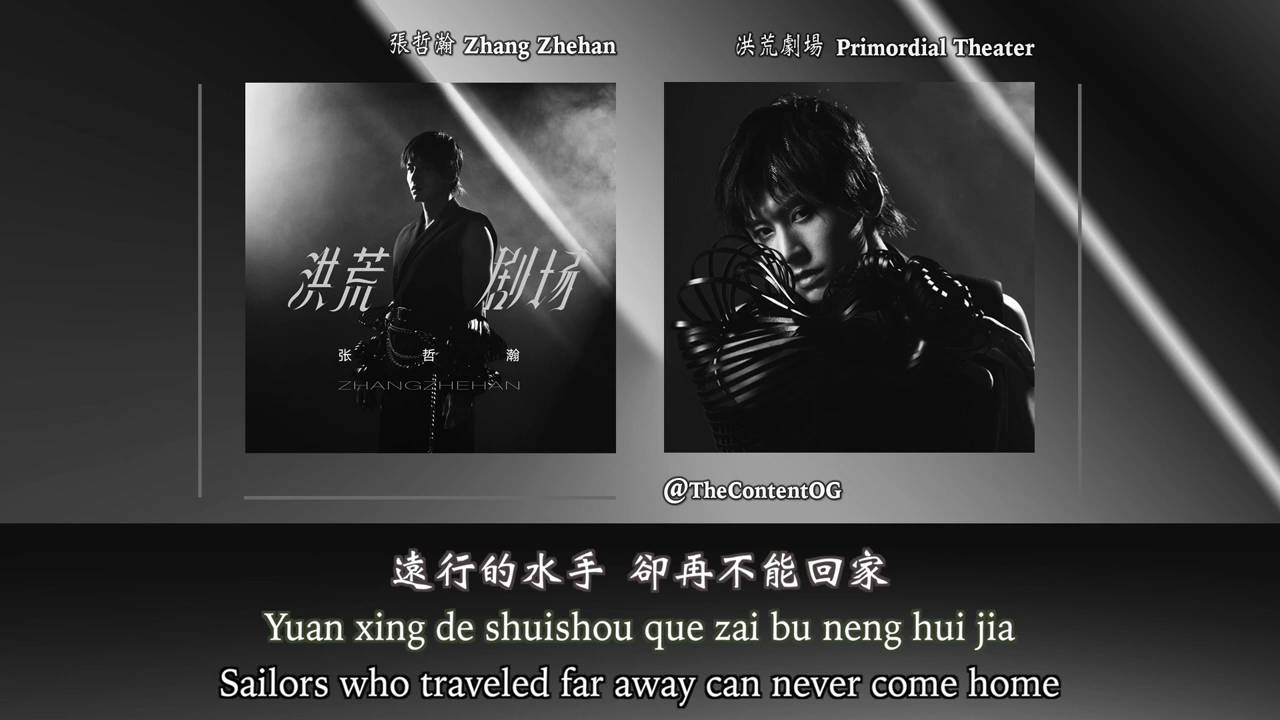 張哲瀚 Zhang Zhehan
洪荒劇場 Primordial Theater
洪荒剧场
张哲瀚
ZHANGZHEHAN
@TheContentOG
遠行的水手 卻再不能回家
Yuan xing de shuishou que zai bu neng hui jia
Sailors who traveled far away can never come home